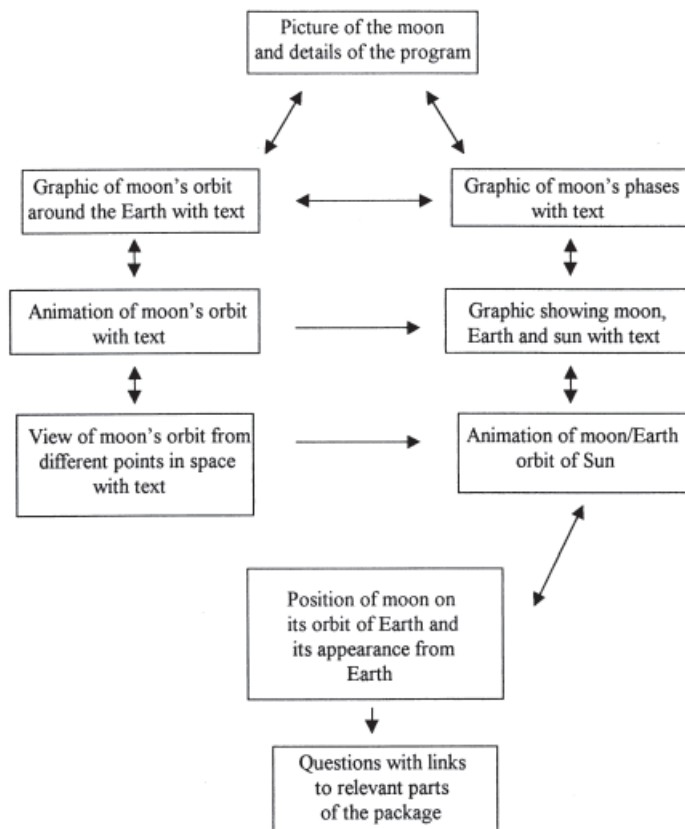 Picture of the moon
and details of the program
Graphic of moon's orbit
around the Earth with text
Graphic of moon's phases
with text
Animation of moon's orbit
with text
Graphic showing moon,
Earth and sun with text
View of moon's orbit from
different points in space
with text
Animation of moon/Earth
orbit of Sun
Position of moon on
its orbit of Earth and
its appearance from
Earth
Questions with links
to relevant parts
of the package